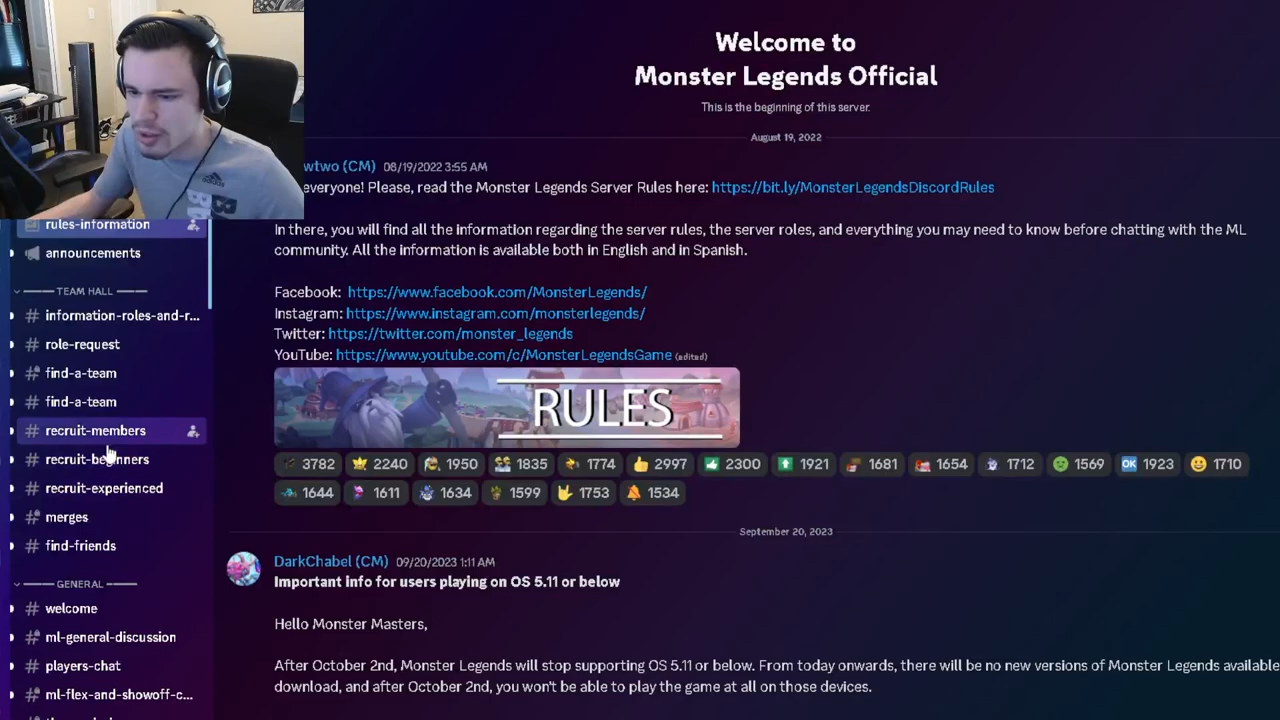 Welcome to
Monster Legends Official
This is the beginning of this server.
August 19, 2022
wtwo (CM) 08/19/2022 3:55 AM
everyone! Please, read the Monster Legends Server Rules here: https://bit.ly/MonsterLegendsDiscordRules
In there, you will find all the information regarding the server rules, the server roles, and everything you may need to know before chatting with the ML
community. All the information is available both in English and in Spanish.
Facebook: https://www.facebook.com/MonsterLegends/
Instagram: https://www.instagram.com/monsterlegends/
Twitter: https://twitter.com/monster_legends
YouTube: https://www.youtube.com/c/MonsterLegendsGame (edited)
RULES
3782 2240 1950 1835 1774 2997 2300 1921 1681 1654 1712 1569 OK 1923 1710
1644 1611 1634 1599 1753 1534
September 20, 2023
DarkChabel (CM) 09/20/2023 1:11 AM
Important info for users playing on OS 5.11 or below
Hello Monster Masters,
After October 2nd, Monster Legends will stop supporting OS 5.11 or below. From today onwards, there will be no new versions of Monster Legends available
download, and after October 2nd, you won't be able to play the game at all on those devices.
rules-information
announcements
TEAM HALL
# information-roles-and-r...
# role-request
# find-a-team
# find-a-team
# recruit-members
# recruit-beginners
# recruit-experienced
# merges
# find-friends
GENERAL
# welcome
# ml-general-discussion
# players-chat
# ml-flex-and-showoff-c...
adidas